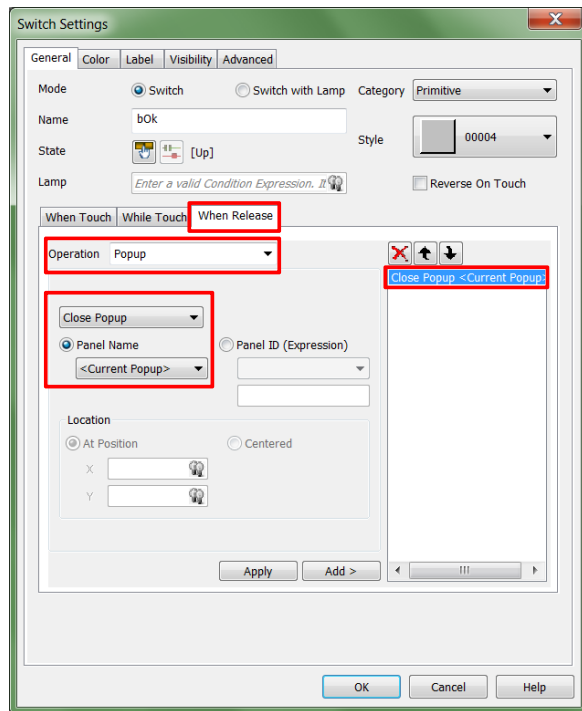 Switch Settings
General Color Label Visibility Advanced
Mode Switch Switch with Lamp Category Primitive
Name bOk
Style 00004
State [Up]
Lamp Enter a valid Condition Expression. It Reverse On Touch
When Touch While Touch When Release
Operation Popup
Close Popup <Current Popup>
Close Popup
Panel Name Panel ID (Expression)
<Current Popup>
Location
At Position Centered
X
Y
Apply Add >
OK Cancel Help